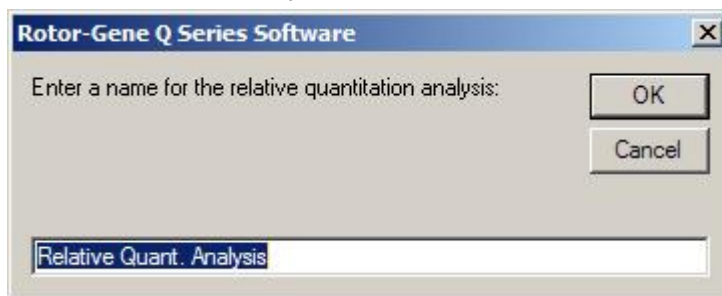 Rotor-Gene Q Series Software
Enter a name for the relative quantitation analysis:
OK
Cancel
Relative Quant. Analysis